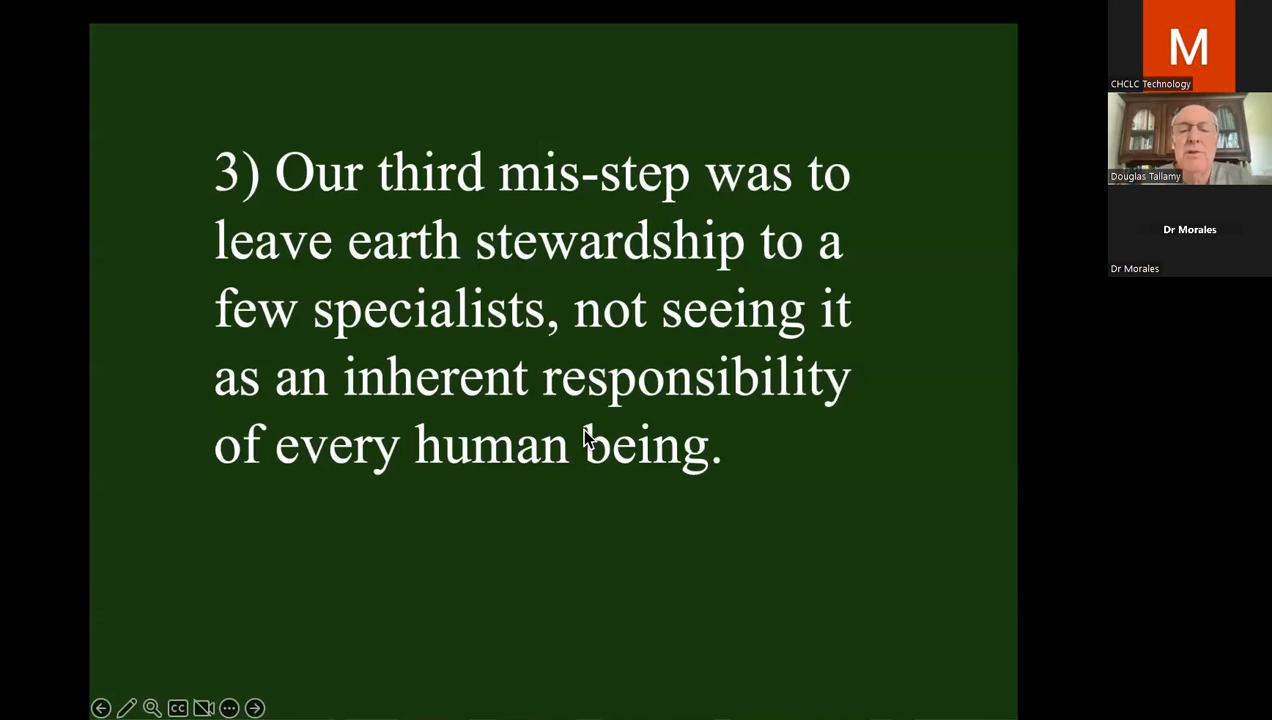 3) Our third mis-step was to
leave earth stewardship to a
few specialists, not seeing it
as an inherent responsibility
of every human being.
M
CHCLC Technology
Douglas Tallamy
Dr Morales
Dr Morales
CC